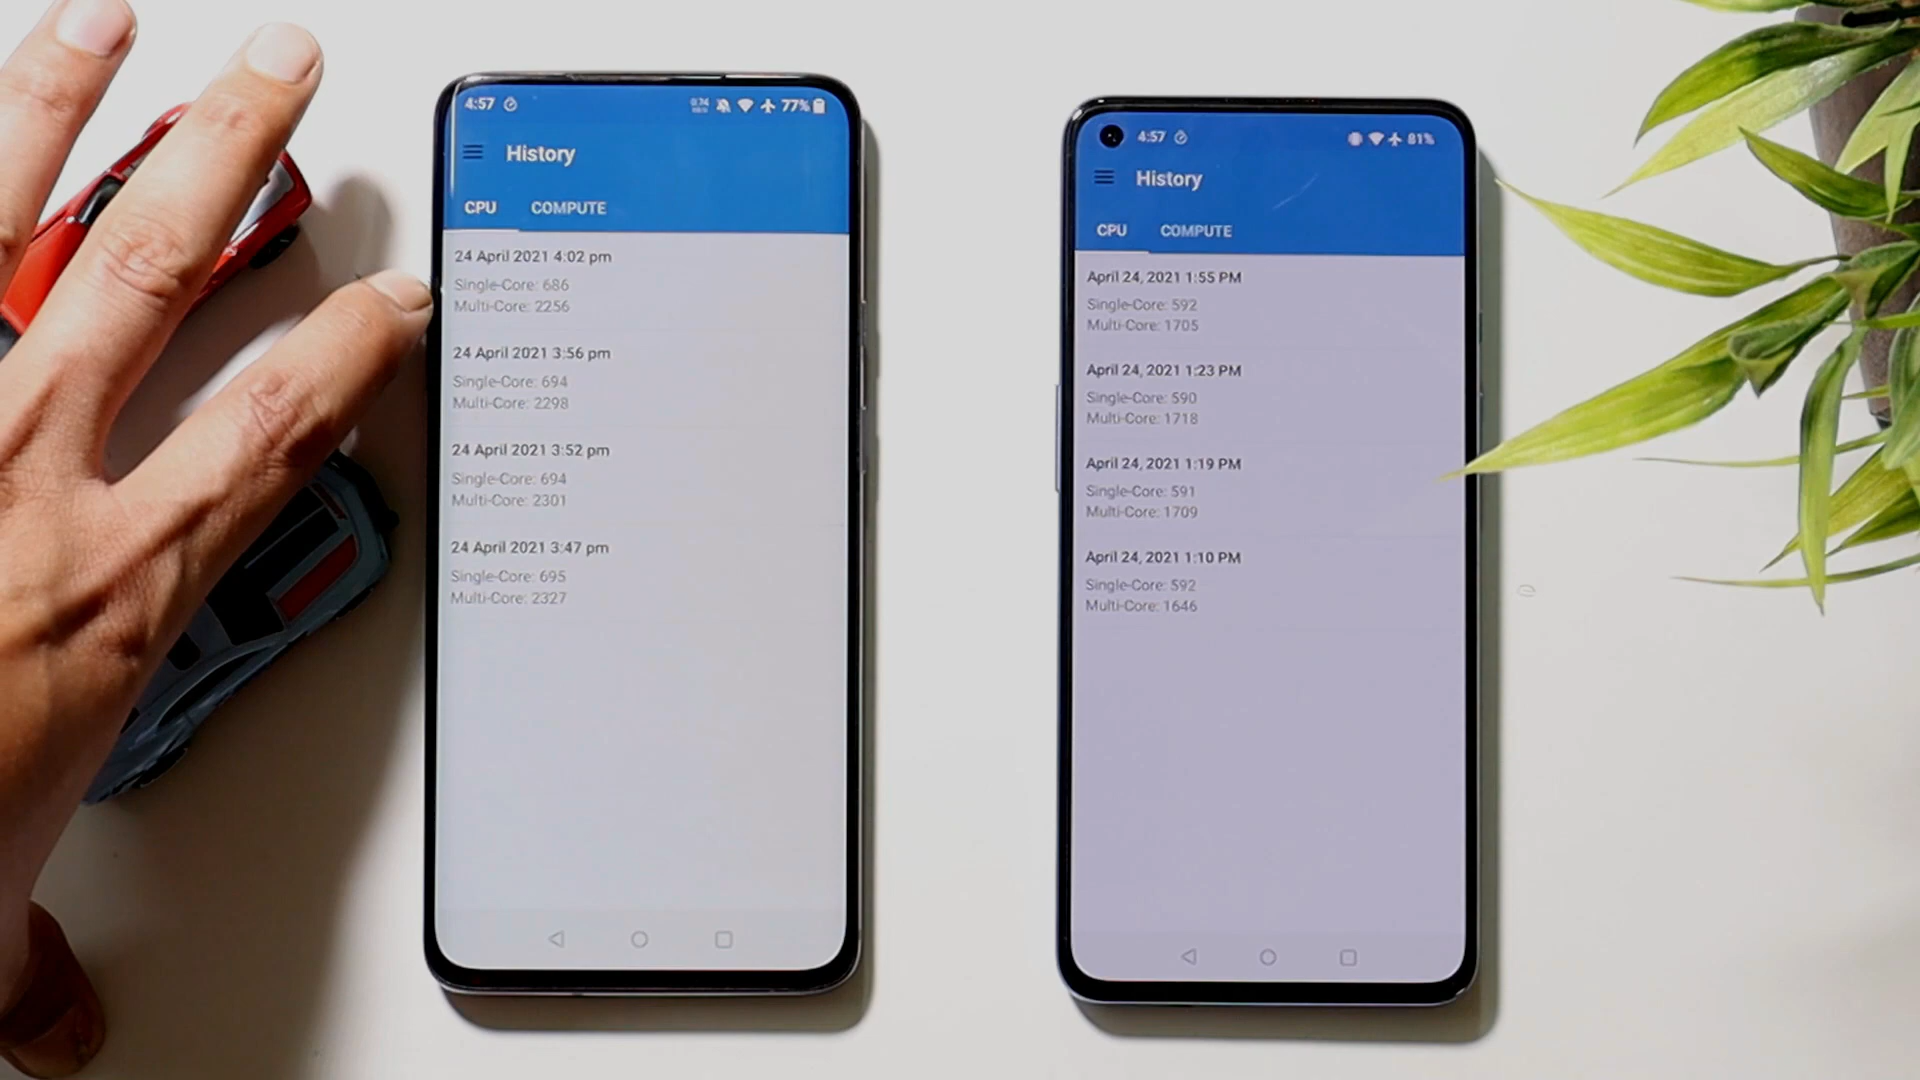 4:57
77%
History
CPU COMPUTE
24 April 2021 4:02 pm
Single-Core: 686
Multi-Core: 2256
24 April 2021 3:56 pm
Single-Core: 694
Multi-Core: 2298
24 April 2021 3:52 pm
Single-Core: 694
Multi-Core: 2301
24 April 2021 3:47 pm
Single-Core: 695
Multi-Core: 2327
4:57
81%
History
CPU COMPUTE
April 24, 2021 1:55 PM
Single-Core: 592
Multi-Core: 1705
April 24, 2021 1:23 PM
Single-Core: 590
Multi-Core: 1718
April 24, 2021 1:19 PM
Single-Core: 591
Multi-Core: 1709
April 24, 2021 1:10 PM
Single-Core: 592
Multi-Core: 1646